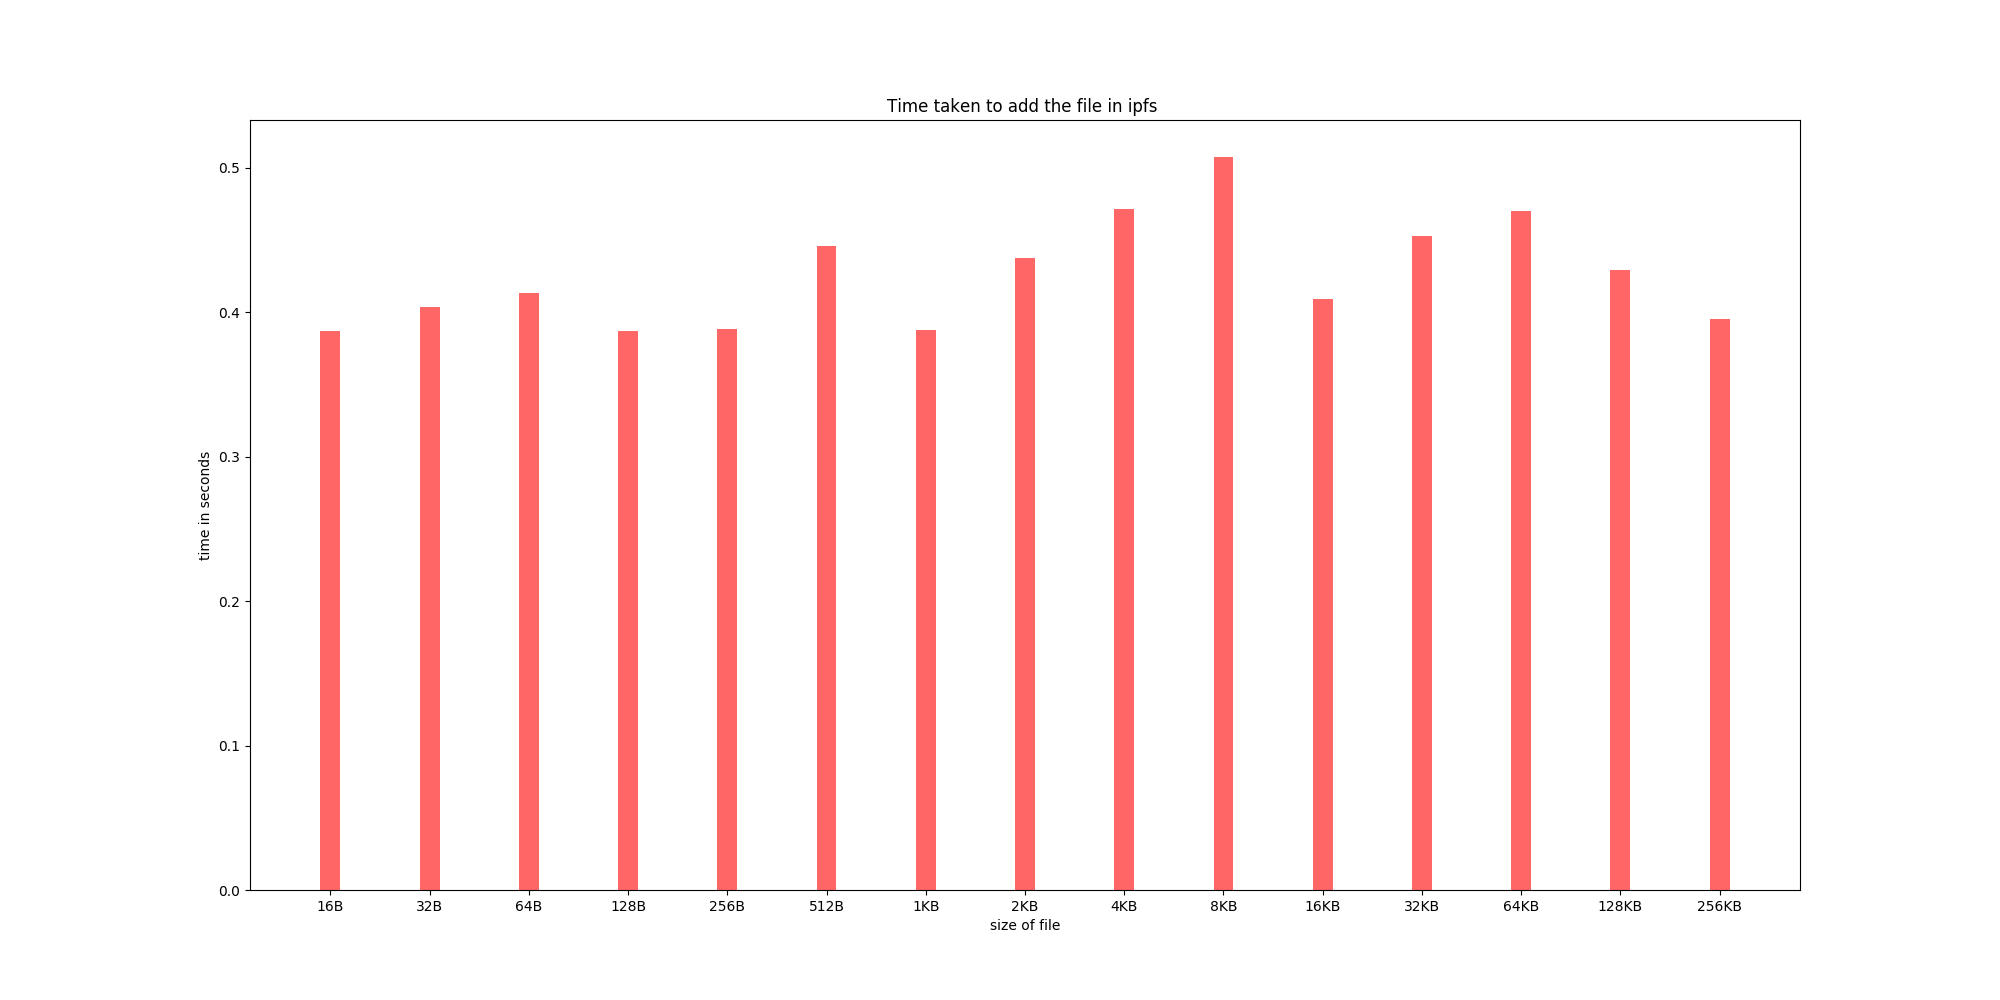 Time taken to add the file in ipfs
0.5
0.4
0.3
0.2
0.1
0.0
time in seconds
16B 32B 64B 128B 256B 512B 1KB 2KB 4KB 8KB 16KB 32KB 64KB 128KB 256KB
size of file